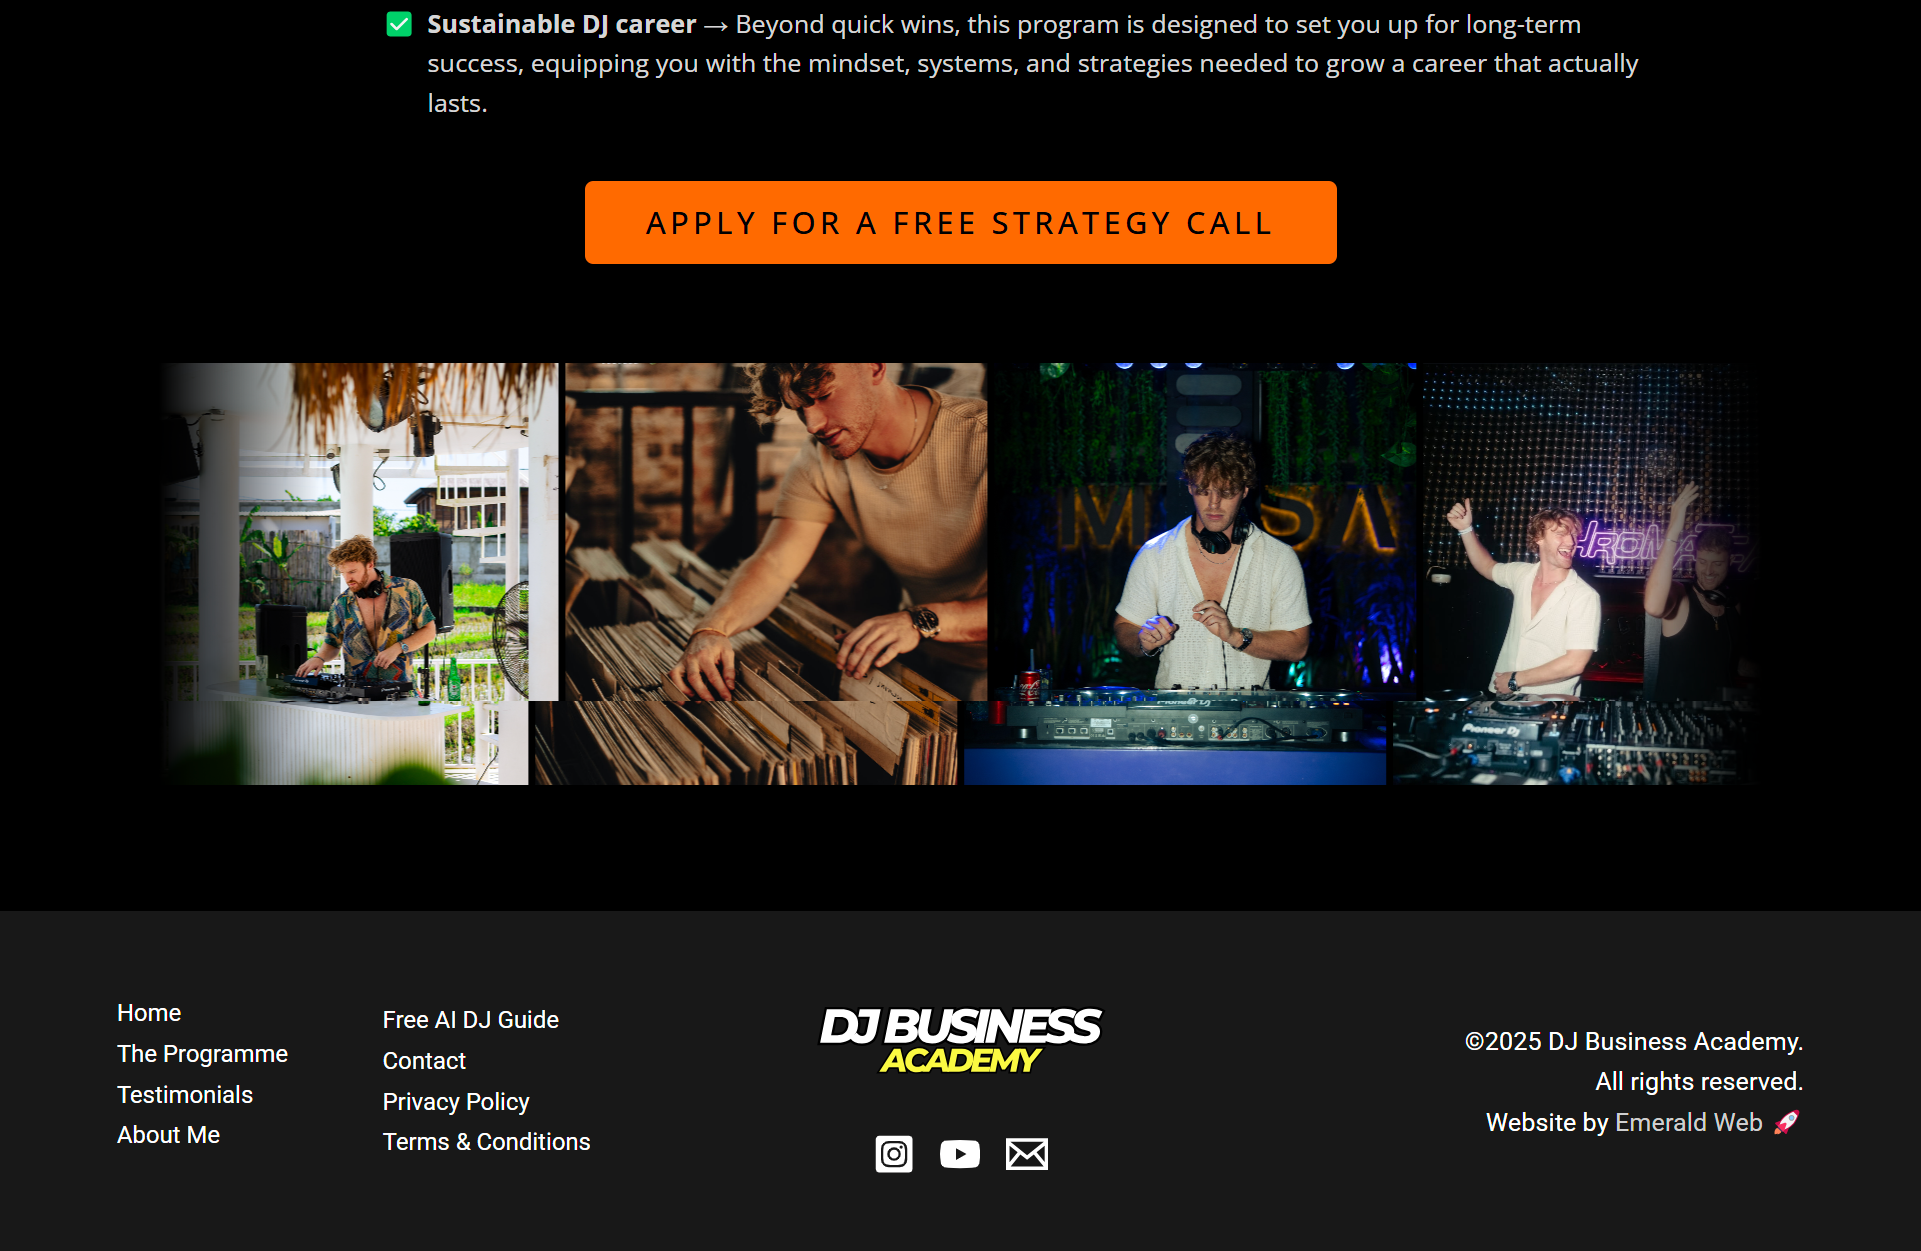 ✅ Sustainable DJ career → Beyond quick wins, this program is designed to set you up for long-term
success, equipping you with the mindset, systems, and strategies needed to grow a career that actually
lasts.
APPLY FOR A FREE STRATEGY CALL
Pioneer Dj
Home
The Programme
Testimonials
About Me
Free AI DJ Guide
Contact
Privacy Policy
Terms & Conditions
DJ BUSINESS
ACADEMY
©2025 DJ Business Academy.
All rights reserved.
Website by Emerald Web 🚀